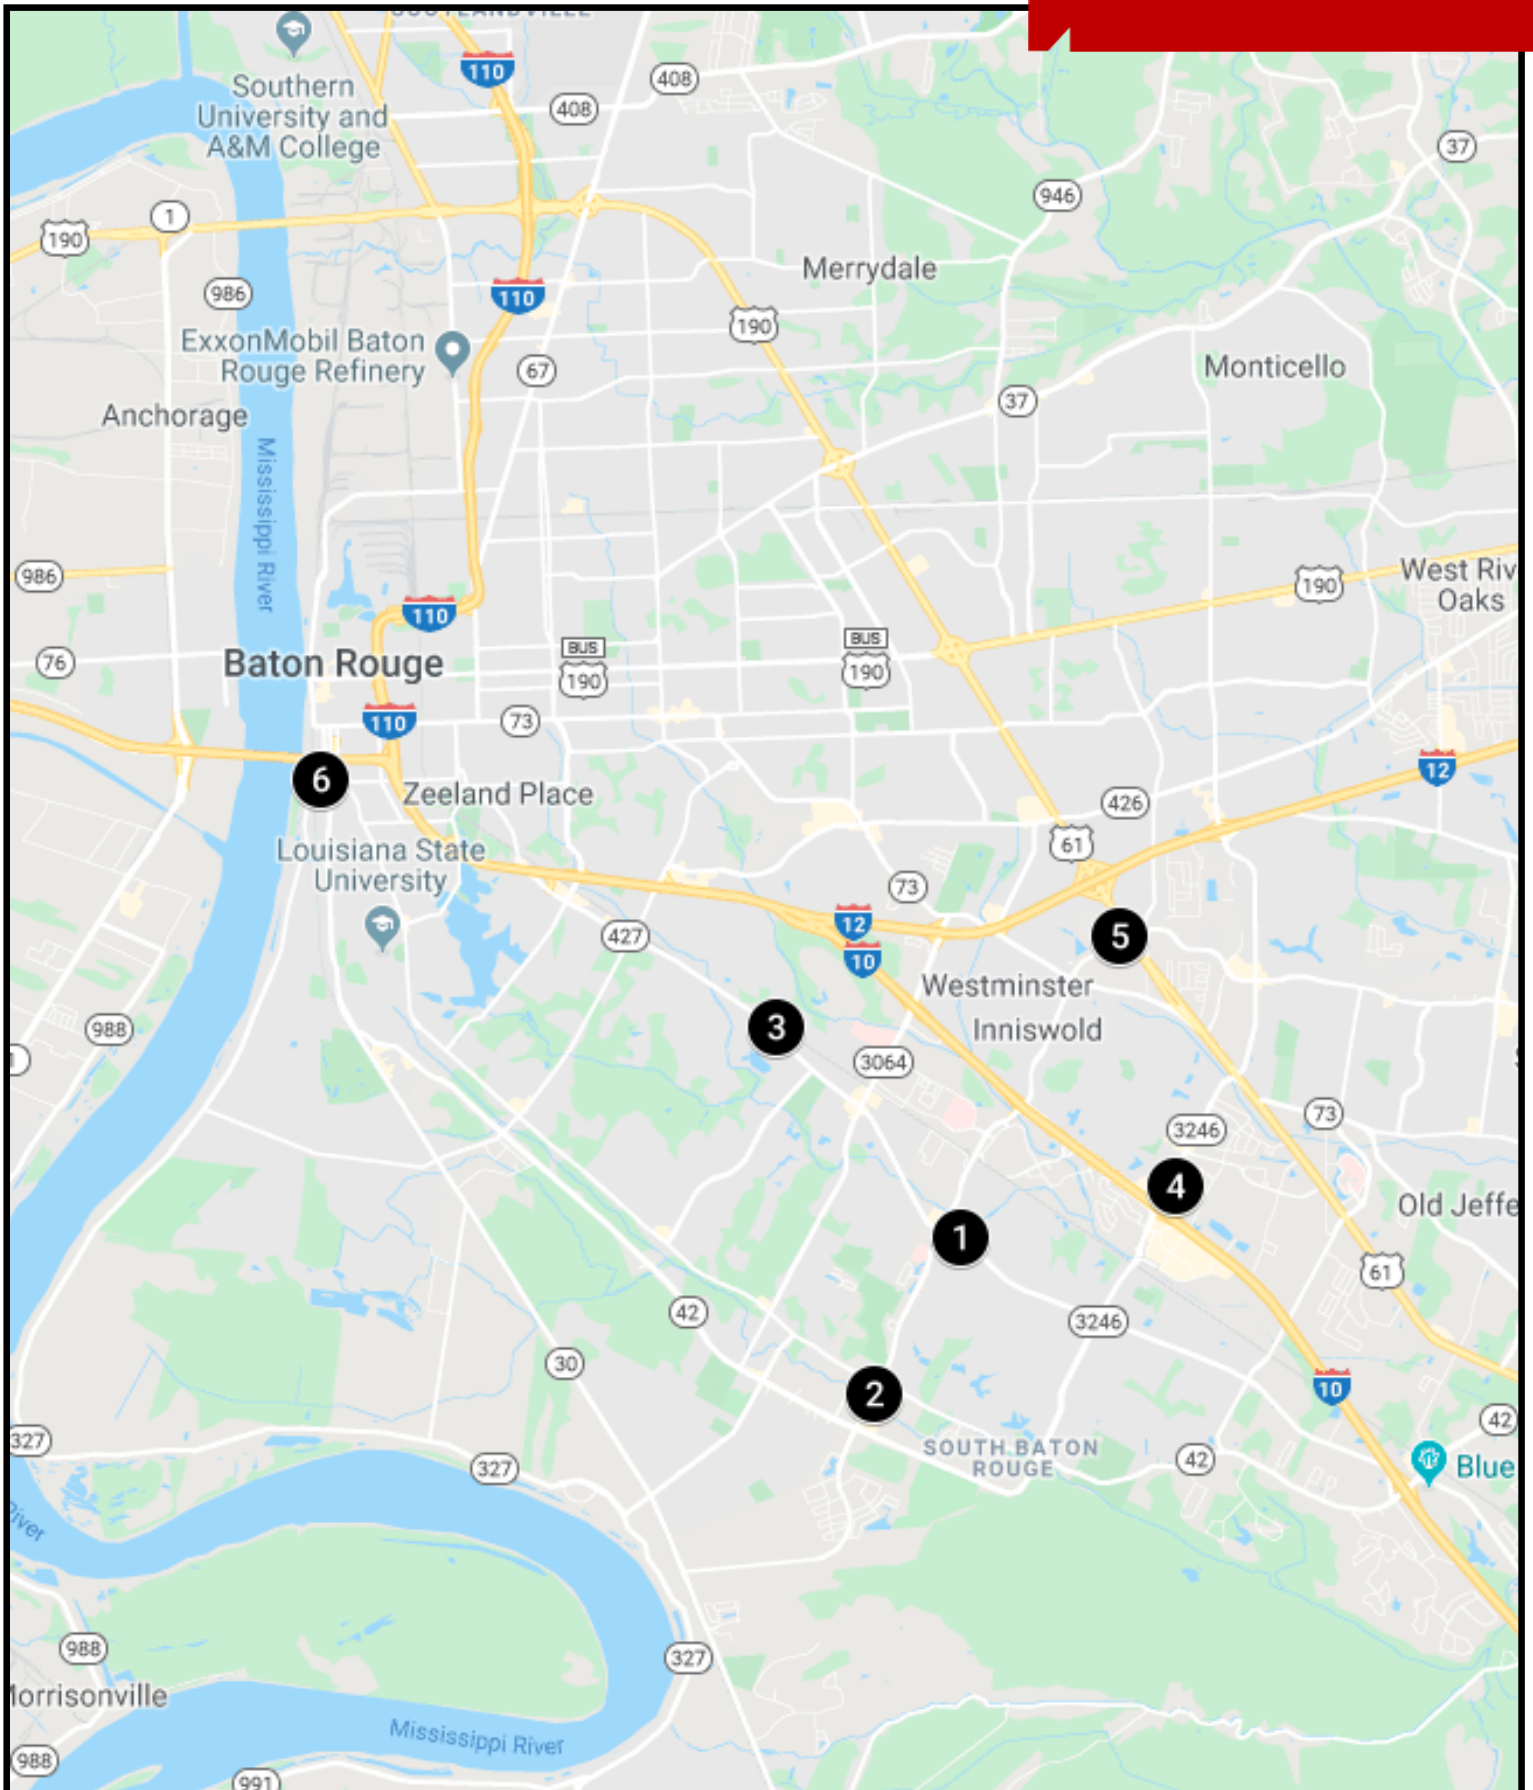 110
408
Southern
University and
A&M College
408
37
946
1
190
Merrydale
986
110
190
ExxonMobil Baton
Rouge Refinery
67
Monticello
37
Anchorage
Mississippi River
986
West Riv
Oaks
190
110
BUS
190
BUS
190
76
Baton Rouge
110
73
12
6
Zeeland Place
426
61
Louisiana State
University
73
12
427
5
10
Westminster
Inniswold
3
988
3064
73
3246
4
Old Jeffe
1
61
42
3246
30
10
2
42
327
SOUTH BATON
ROUGE
42
Blue
327
River
988
327
Morrisonville
Mississippi River
988
991